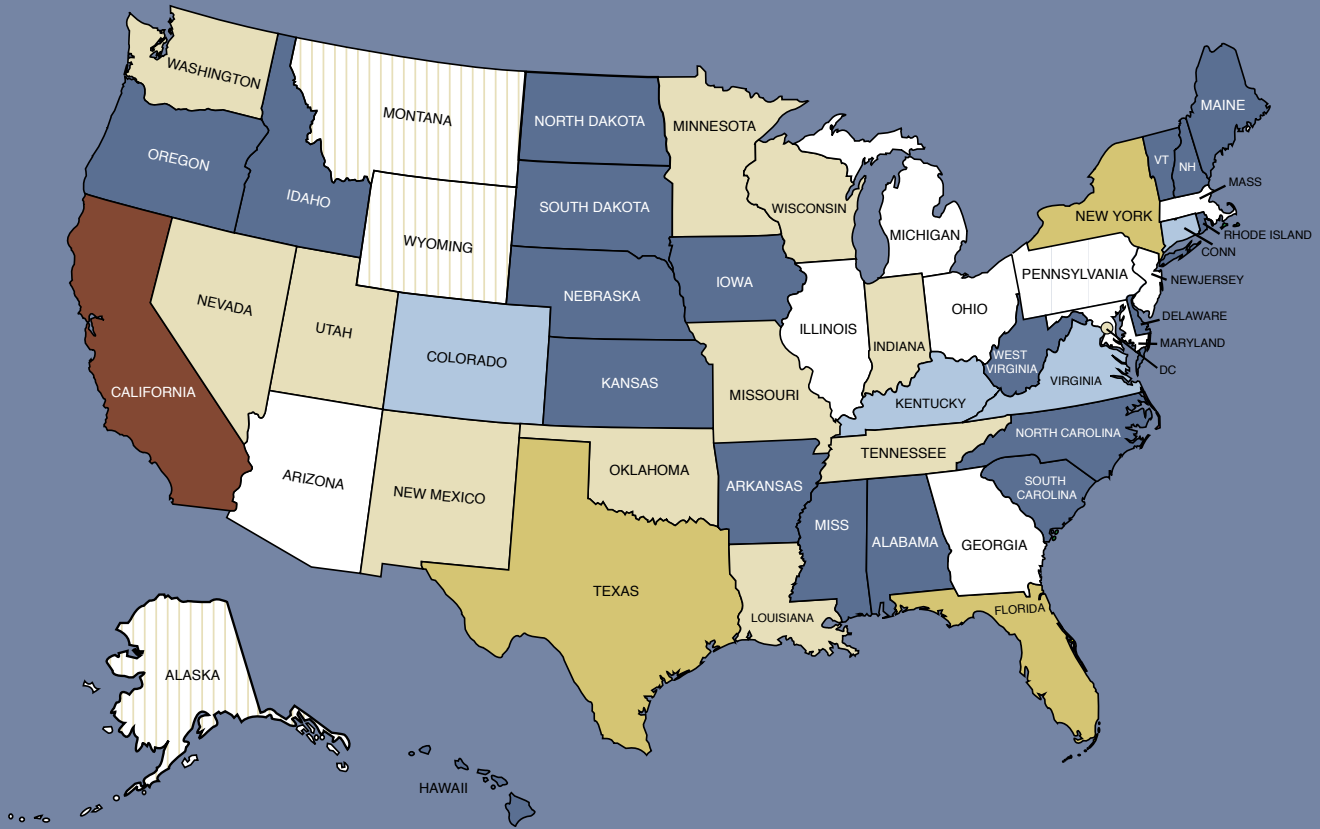 WASHINGTON
MONTANA
NORTH DAKOTA
MINNESOTA
MAINE
OREGON
IDAHO
SOUTH DAKOTA
WISCONSIN
MICHIGAN
VT
NH
NEW YORK
MASS
RHODE ISLAND
CONN
WYOMING
NEVADA
UTAH
COLORADO
NEBRASKA
IOWA
ILLINOIS
INDIANA
OHIO
PENNSYLVANIA
NEWJERSEY
DELAWARE
MARYLAND
DC
WEST
VIRGINIA
VIRGINIA
CALIFORNIA
KANSAS
MISSOURI
KENTUCKY
NORTH CAROLINA
TENNESSEE
ARIZONA
NEW MEXICO
OKLAHOMA
ARKANSAS
SOUTH
CAROLINA
MISS
ALABAMA
GEORGIA
TEXAS
LOUISIANA
FLORIDA
ALASKA
HAWAII